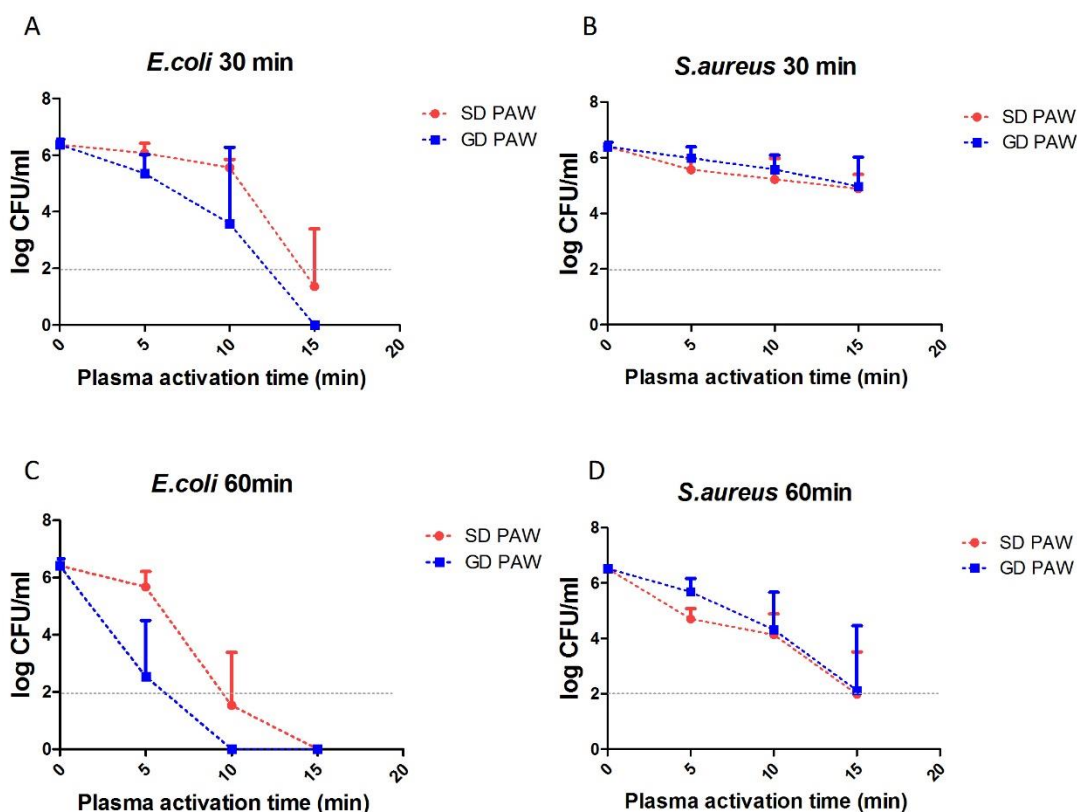 A
E.coli 30 min
SD PAW
GD PAW
log CFU/ml
8
6
4
2
0
0 5 10 15 20
Plasma activation time (min)
B
S.aureus 30 min
SD PAW
GD PAW
log CFU/ml
8
6
4
2
0
0 5 10 15 20
Plasma activation time (min)
C
E.coli 60min
SD PAW
GD PAW
log CFU/ml
8
6
4
2
0
0 5 10 15 20
Plasma activation time (min)
D
S.aureus 60min
SD PAW
GD PAW
log CFU/ml
8
6
4
2
0
0 5 10 15 20
Plasma activation time (min)